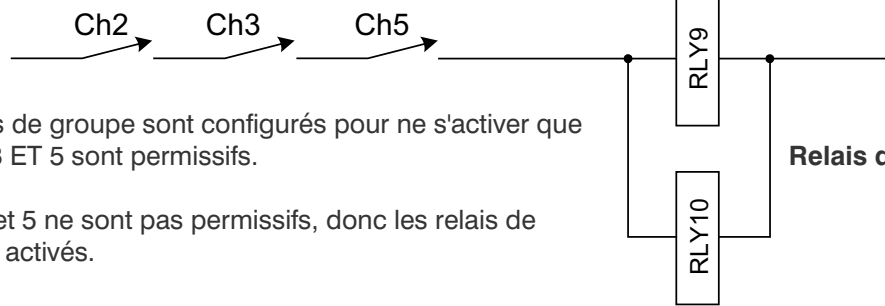 Ch2 Ch3 Ch5
RLY9
s de groupe sont configurés pour ne s'activer que
3 ET 5 sont permissifs.
Relais d
et 5 ne sont pas permissifs, donc les relais de
activés.
RLY10